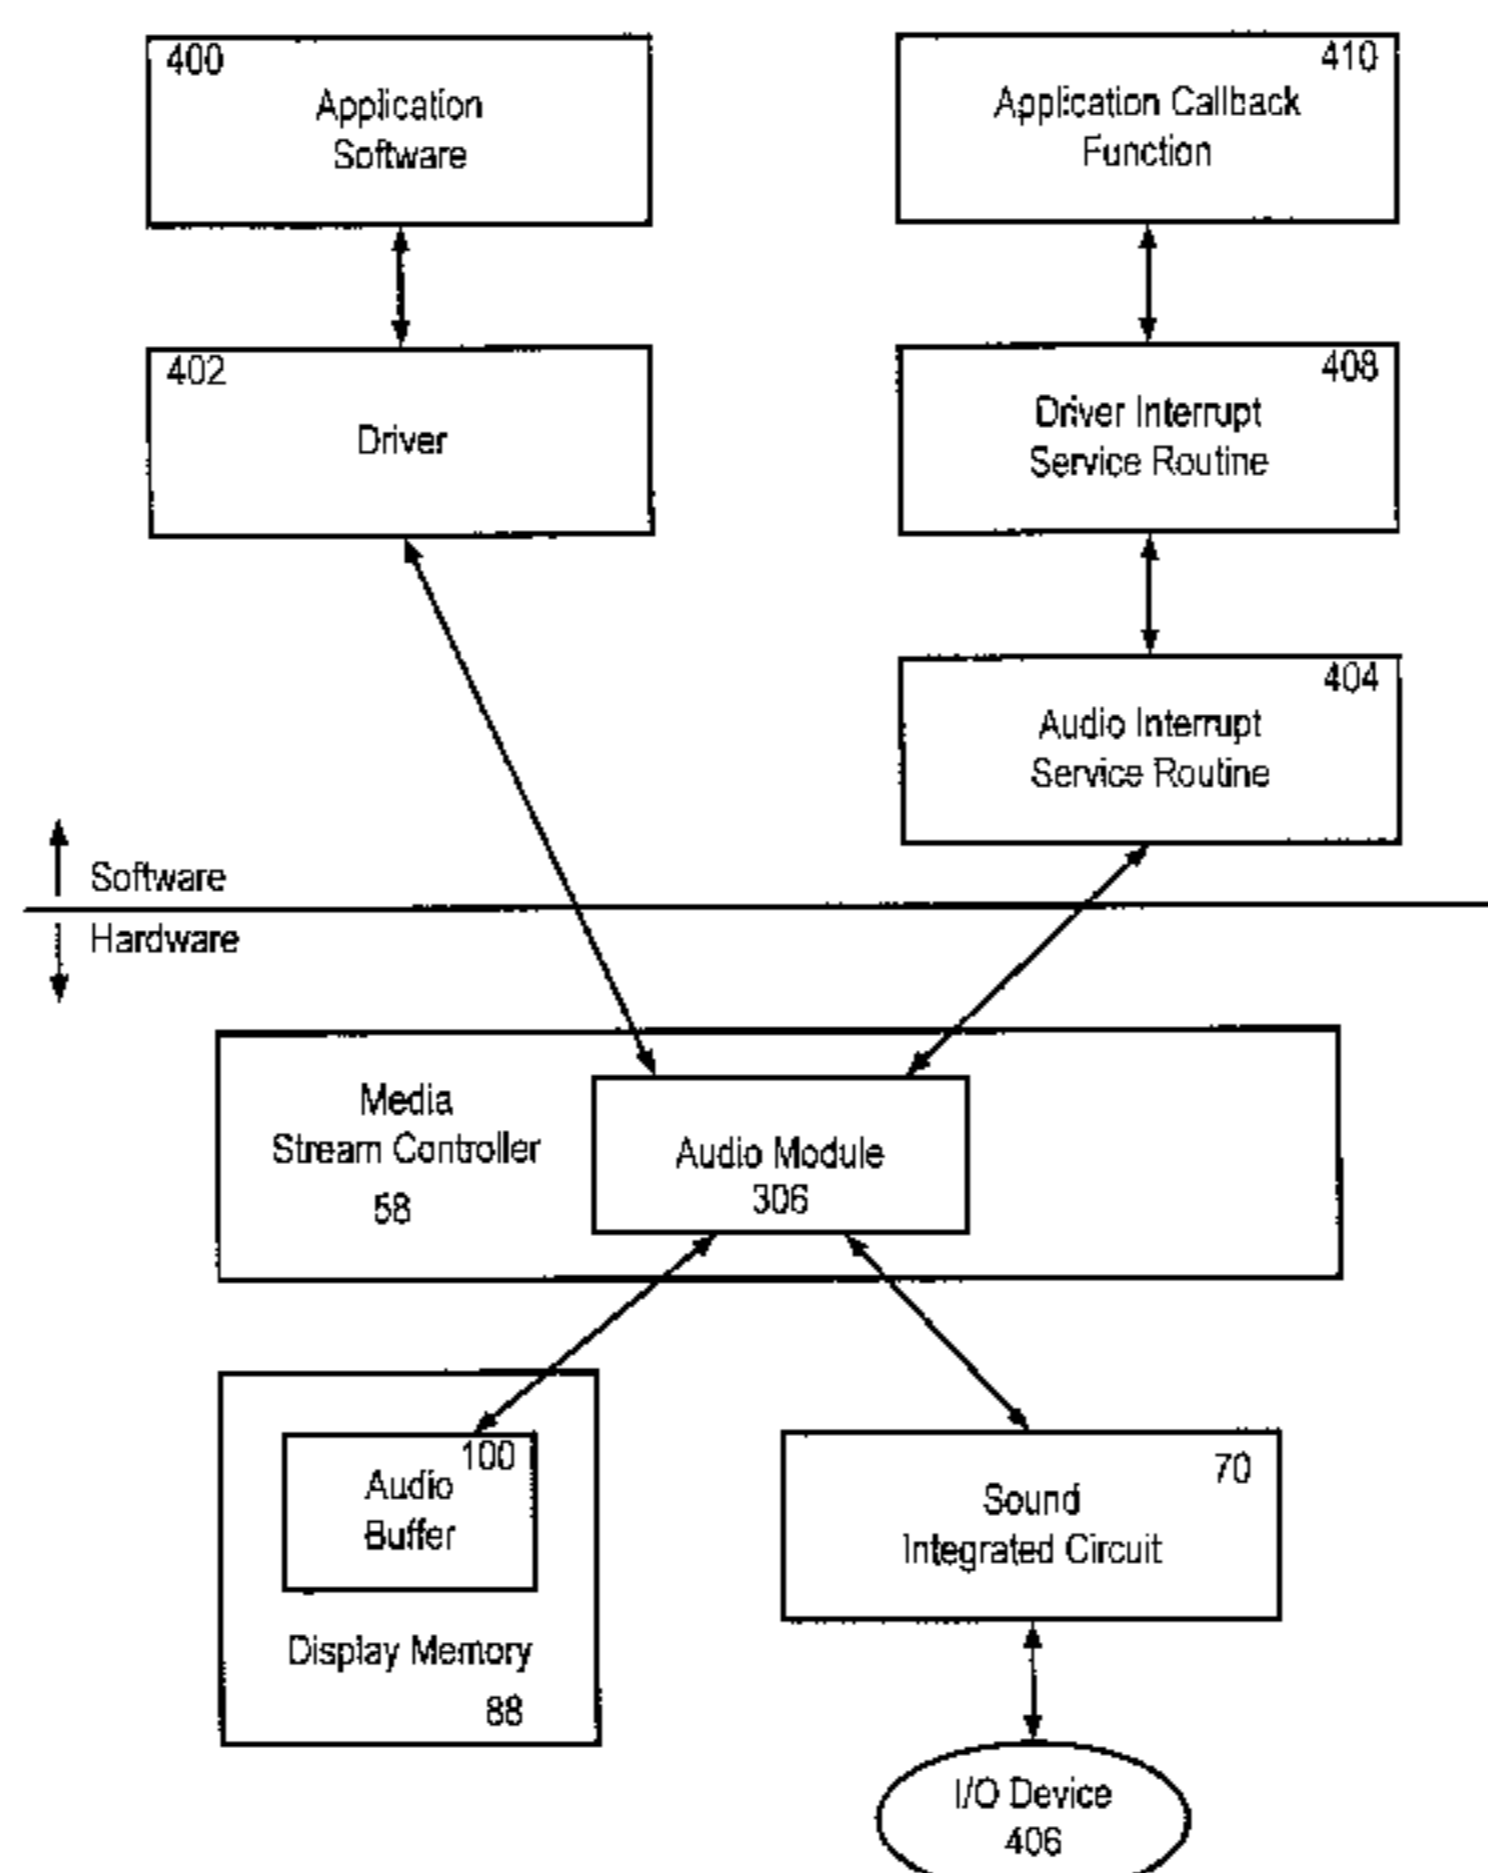 400
Application
Software
410
Application Callback
Function
402
Driver
408
Driver Interrupt
Service Routine
404
Audio Interrupt
Service Routine
Software
Hardware
Media
Stream Controller
58
Audio Module
306
100
Audio
Buffer
Display Memory
88
70
Sound
Integrated Circuit
I/O Device
406